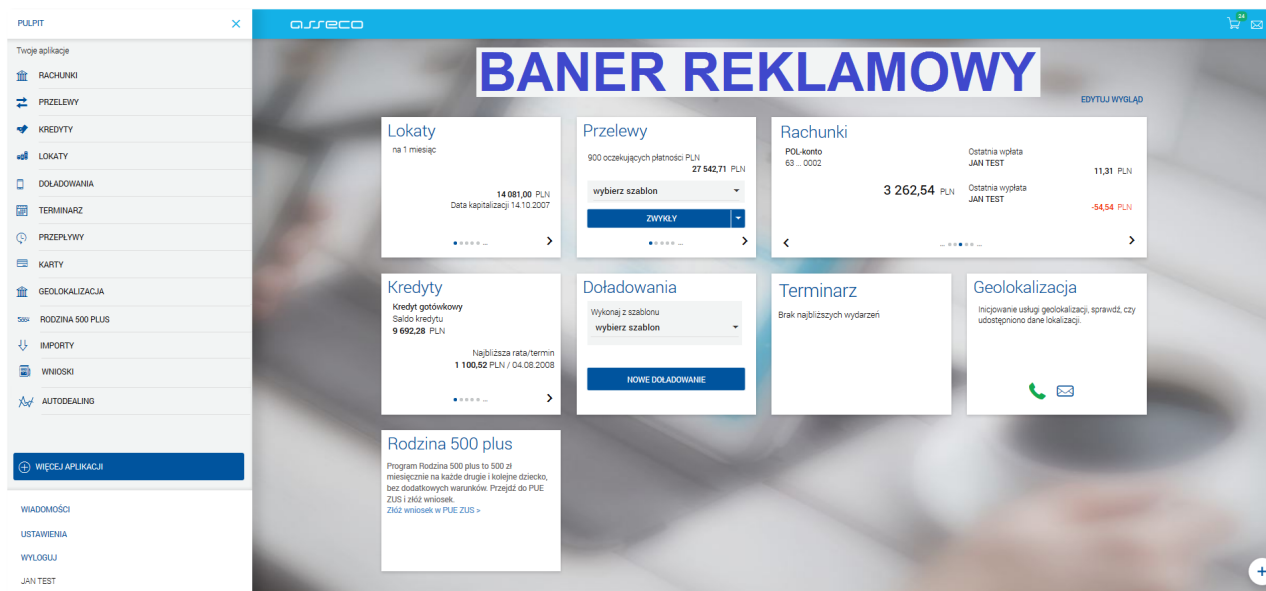 PULPIT
asseco
24
Twoje aplikacje
RACHUNKI
PRZELEWY
KREDYTY
LOKATY
DOŁADOWANIA
TERMINARZ
PRZEPŁYWY
KARTY
GEOLOKALIZACJA
RODZINA 500 PLUS
IMPORTY
WNIOSKI
AUTODEALING
WIĘCEJ APLIKACJI
WIADOMOŚCI
USTAWIENIA
WYLOGUJ
JAN TEST
BANER REKLAMOWY
EDYTUJ WYGLĄD
Lokaty
na 1 miesiąc
14 081,00 PLN
Data kapitalizacji 14.10.2007
...
Przelewy
900 oczekujących płatności PLN
27 542,71 PLN
wybierz szablon
ZWYKŁY
...
Rachunki
POL-konto
63 ... 0002
3 262,54 PLN
Ostatnia wpłata
JAN TEST
11,31 PLN
Ostatnia wypłata
JAN TEST
-54,54 PLN
... ...
Kredyty
Kredyt gotówkowy
Saldo kredytu
9 692,28 PLN
Najbliższa rata/termin
1 100,52 PLN / 04.08.2008
...
Doładowania
Wykonaj z szablonu
wybierz szablon
NOWE DOŁADOWANIE
Terminarz
Brak najbliższych wydarzeń
Geolokalizacja
Inicjowanie usługi geolokalizacji, sprawdź, czy
udostępniono dane lokalizacji.
Rodzina 500 plus
Program Rodzina 500 plus to 500 zł
miesięcznie na każde drugie i kolejne dziecko,
bez dodatkowych warunków. Przejdź do PUE
ZUS i złóż wniosek.
Złóż wniosek w PUE ZUS >